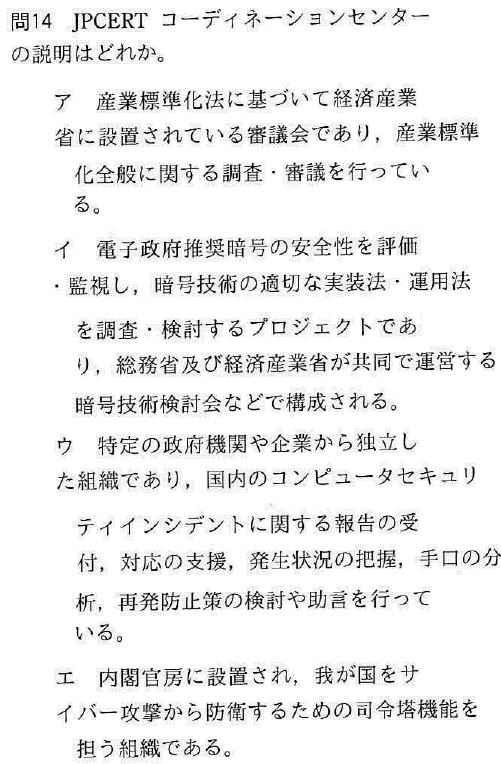 問14 JPCERT コーディネーションセンター
の説明はどれか。
ア 産業標準化法に基づいて経済産業
省に設置されている審議会であり，産業標準
化全般に関する調査・審議を行ってい
る。
イ 電子政府推奨暗号の安全性を評価
・監視し，暗号技術の適切な実装法・運用法
を調査・検討するプロジェクトであ
り，総務省及び経済産業省が共同で運営する
暗号技術検討会などで構成される。
ウ 特定の政府機関や企業から独立し
た組織であり，国内のコンピュータセキュリ
ティインシデントに関する報告の受
付，対応の支援，発生状況の把握，手口の分
析，再発防止策の検討や助言を行って
いる。
エ 内閣官房に設置され，我が国をサ
イバー攻撃から防衛するための司令塔機能を
担う組織である。